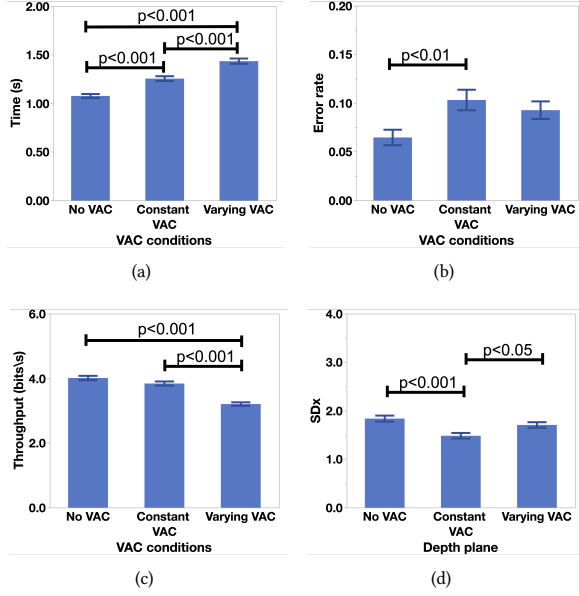 2.00
1.50
1.00
0.50
0.00
Time (s)
p<0.001
p<0.001
p<0.001
No VAC
Constant
VAC
Varying VAC
VAC conditions
(a)
0.20
0.15
0.10
0.05
0.00
Error rate
p<0.01
No VAC
Constant
VAC
Varying VAC
VAC conditions
(b)
6.0
4.0
2.0
0.0
Throughput (bits\s)
p<0.001
p<0.001
No VAC
Constant
VAC
Varying VAC
VAC conditions
(c)
4.0
3.0
2.0
1.0
0.0
SDx
p<0.05
p<0.001
No VAC
Constant
VAC
Varying VAC
Depth plane
(d)